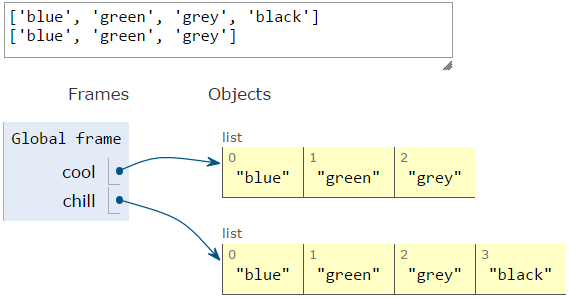 ['blue', 'green', 'grey', 'black']
['blue', 'green', 'grey']
Frames Objects
Global frame
cool
chill
list
0 1 2
"blue" "green" "grey"
list
0 1 2 3
"blue" "green" "grey" "black"